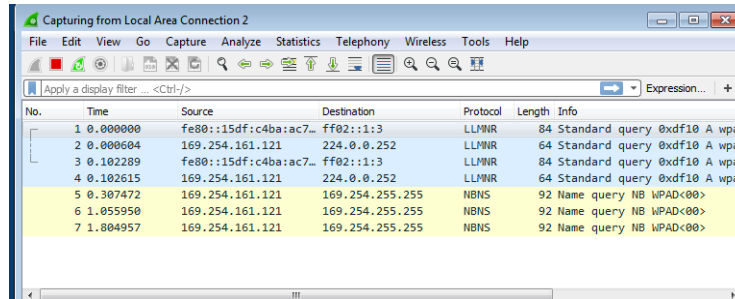 Capturing from Local Area Connection 2
File Edit View Go Capture Analyze Statistics Telephony Wireless Tools Help
Apply a display filter ... <Ctrl-/> Expression... +
No. Time Source Destination Protocol Length Info
1 0.000000 fe80::15df:c4ba:ac7… ff02::1:3 LLMNR 84 Standard query 0xdf10 A wpa
2 0.000604 169.254.161.121 224.0.0.252 LLMNR 64 Standard query 0xdf10 A wpa
3 0.102289 fe80::15df:c4ba:ac7… ff02::1:3 LLMNR 84 Standard query 0xdf10 A wpa
4 0.102615 169.254.161.121 224.0.0.252 LLMNR 64 Standard query 0xdf10 A wpa
5 0.307472 169.254.161.121 169.254.255.255 NBNS 92 Name query NB WPAD<00>
6 1.055950 169.254.161.121 169.254.255.255 NBNS 92 Name query NB WPAD<00>
7 1.804957 169.254.161.121 169.254.255.255 NBNS 92 Name query NB WPAD<00>